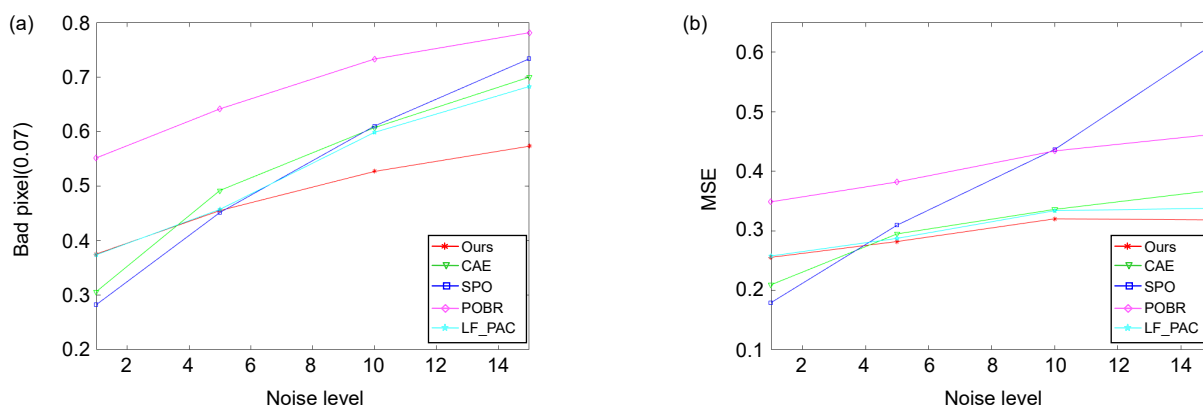 (a)
0.8
0.7
0.6
0.5
0.4
0.3
0.2
Bad pixel(0.07)
2 4 6 8 10 12 14
Noise level
Ours
CAE
SPO
POBR
LF_PAC
(b)
0.6
0.5
0.4
0.3
0.2
0.1
MSE
2 4 6 8 10 12 14
Noise level
Ours
CAE
SPO
POBR
LF_PAC